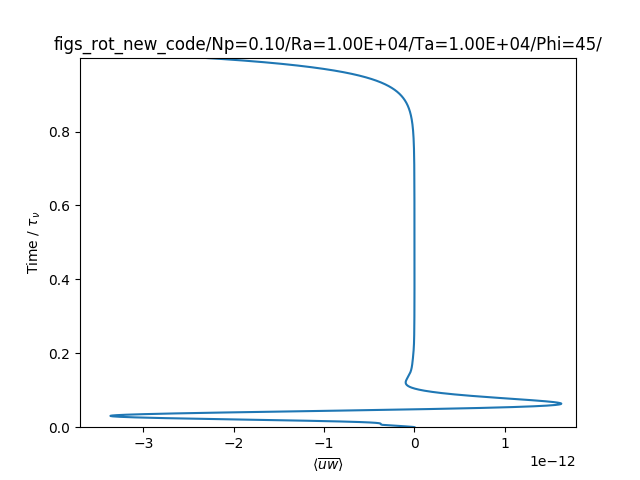 figs_rot_new_code/Np=0.10/Ra=1.00E+04/Ta=1.00E+04/Phi=45/
Time / τ_ν
0.8
0.6
0.4
0.2
0.0
−3 −2 −1 0 1
1e−12
⟨u̅w̅⟩